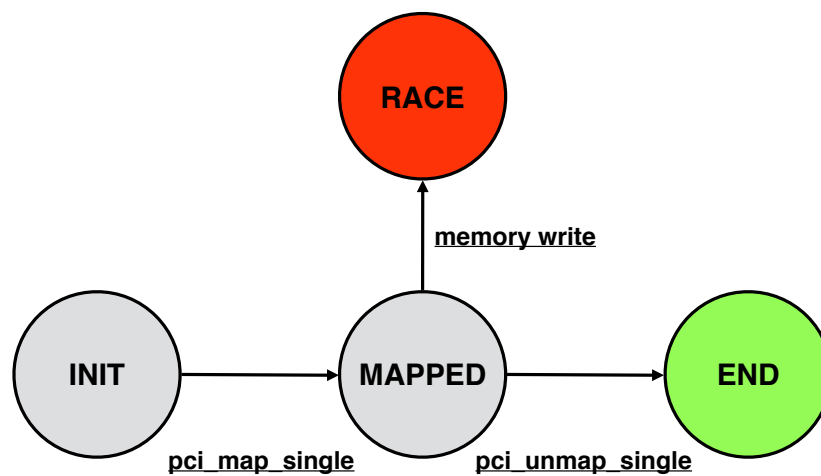 RACE
memory write
INIT
MAPPED
END
pci_map_single
pci_unmap_single